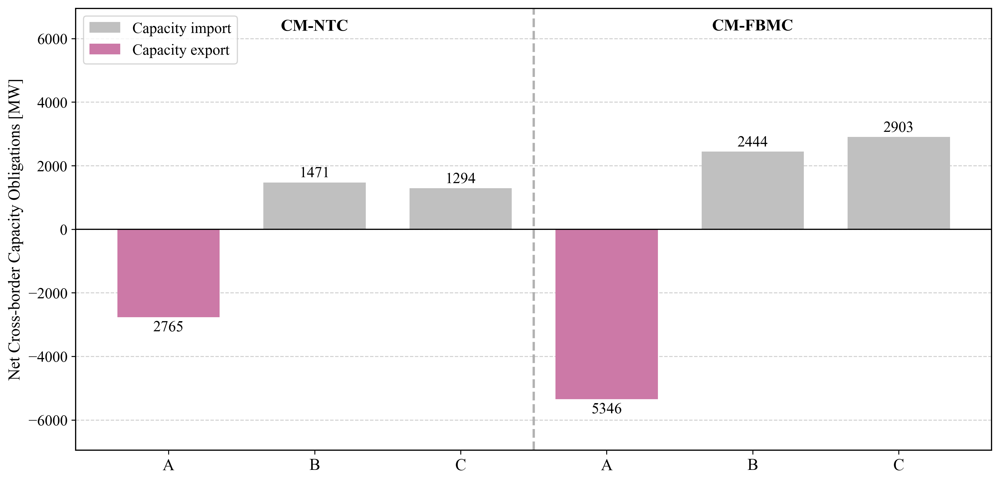 Capacity import
Capacity export
CM-NTC
CM-FBMC
Net Cross-border Capacity Obligations [MW]
6000
4000
2000
0
−2000
−4000
−6000
2765
1471
1294
5346
2444
2903
A B C A B C